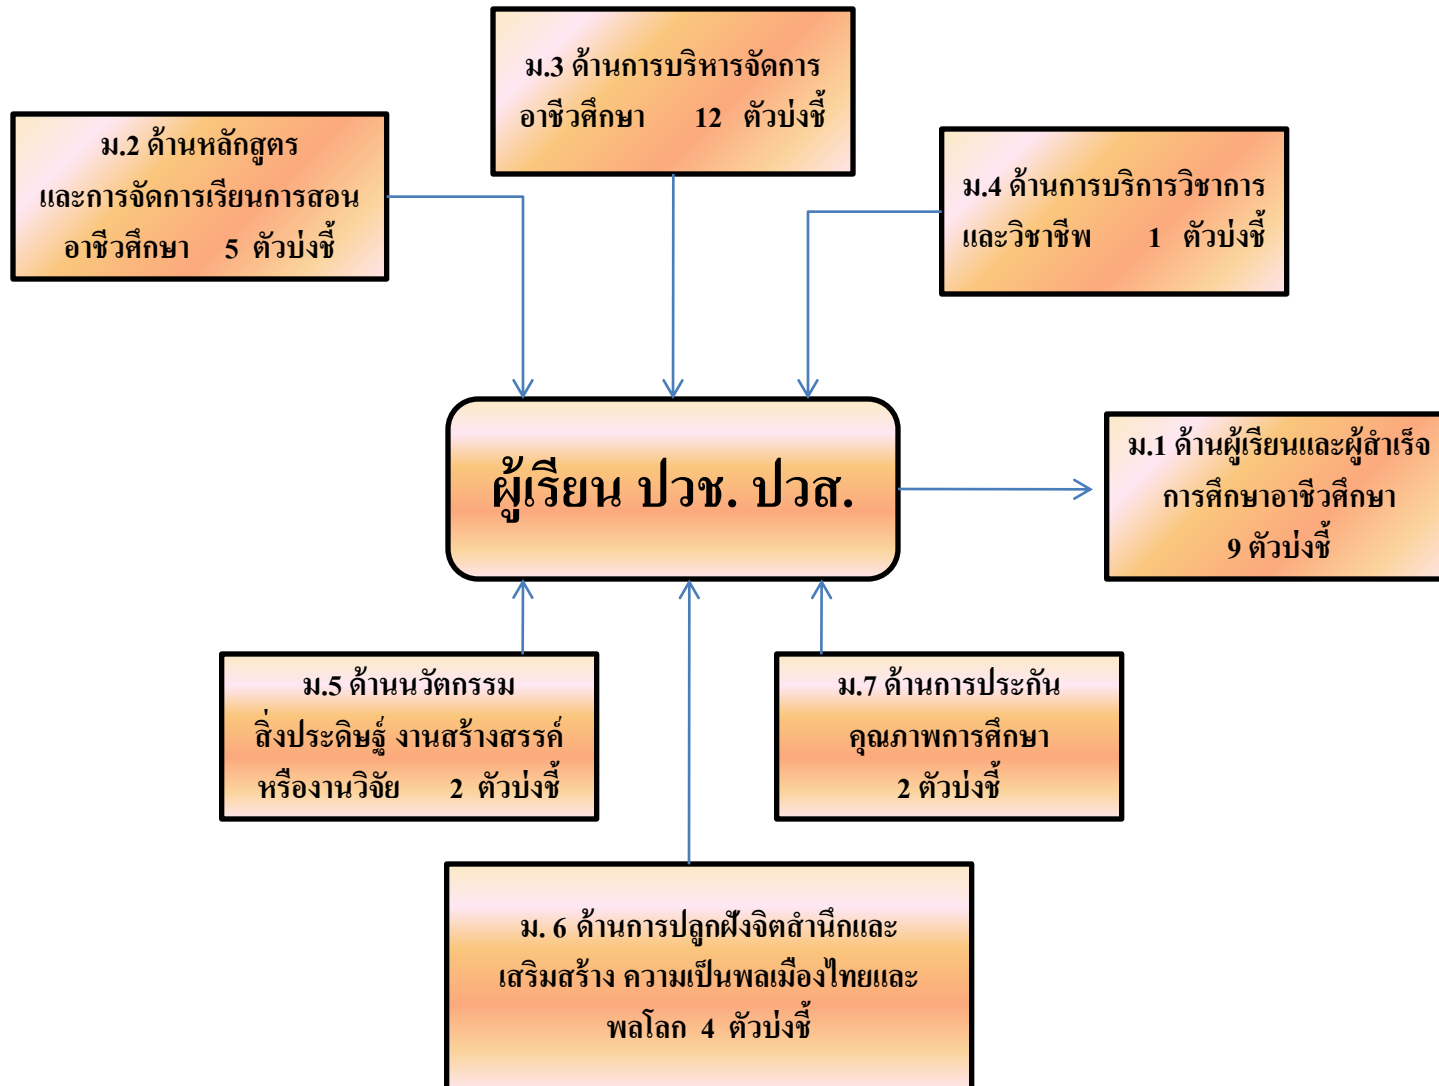 ม.3 ด้านการบริหารจัดการ
อาชีวศึกษา 12 ตัวบ่งชี้
ม.2 ด้านหลักสูตร
และการจัดการเรียนการสอน
อาชีวศึกษา 5 ตัวบ่งชี้
ม.4 ด้านการบริการวิชาการ
และวิชาชีพ 1 ตัวบ่งชี้
ผู้เรียน ปวช. ปวส.
ม.1 ด้านผู้เรียนและผู้สำเร็จ
การศึกษาอาชีวศึกษา
9 ตัวบ่งชี้
ม.5 ด้านนวัตกรรม
สิ่งประดิษฐ์ งานสร้างสรรค์
หรืองานวิจัย 2 ตัวบ่งชี้
ม.7 ด้านการประกัน
คุณภาพการศึกษา
2 ตัวบ่งชี้
ม. 6 ด้านการปลูกฝังจิตสำนึกและ
เสริมสร้าง ความเป็นพลเมืองไทยและ
พลโลก 4 ตัวบ่งชี้